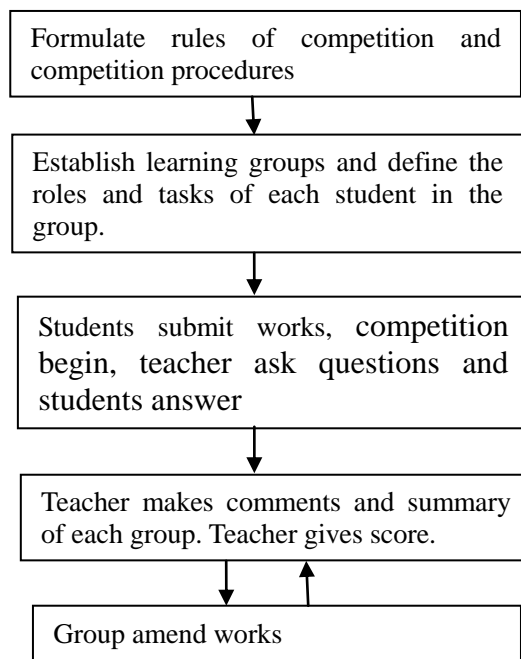 Formulate rules of competition and
competition procedures
Establish learning groups and define the
roles and tasks of each student in the
group.
Students submit works, competition
begin, teacher ask questions and
students answer
Teacher makes comments and summary
of each group. Teacher gives score.
Group amend works